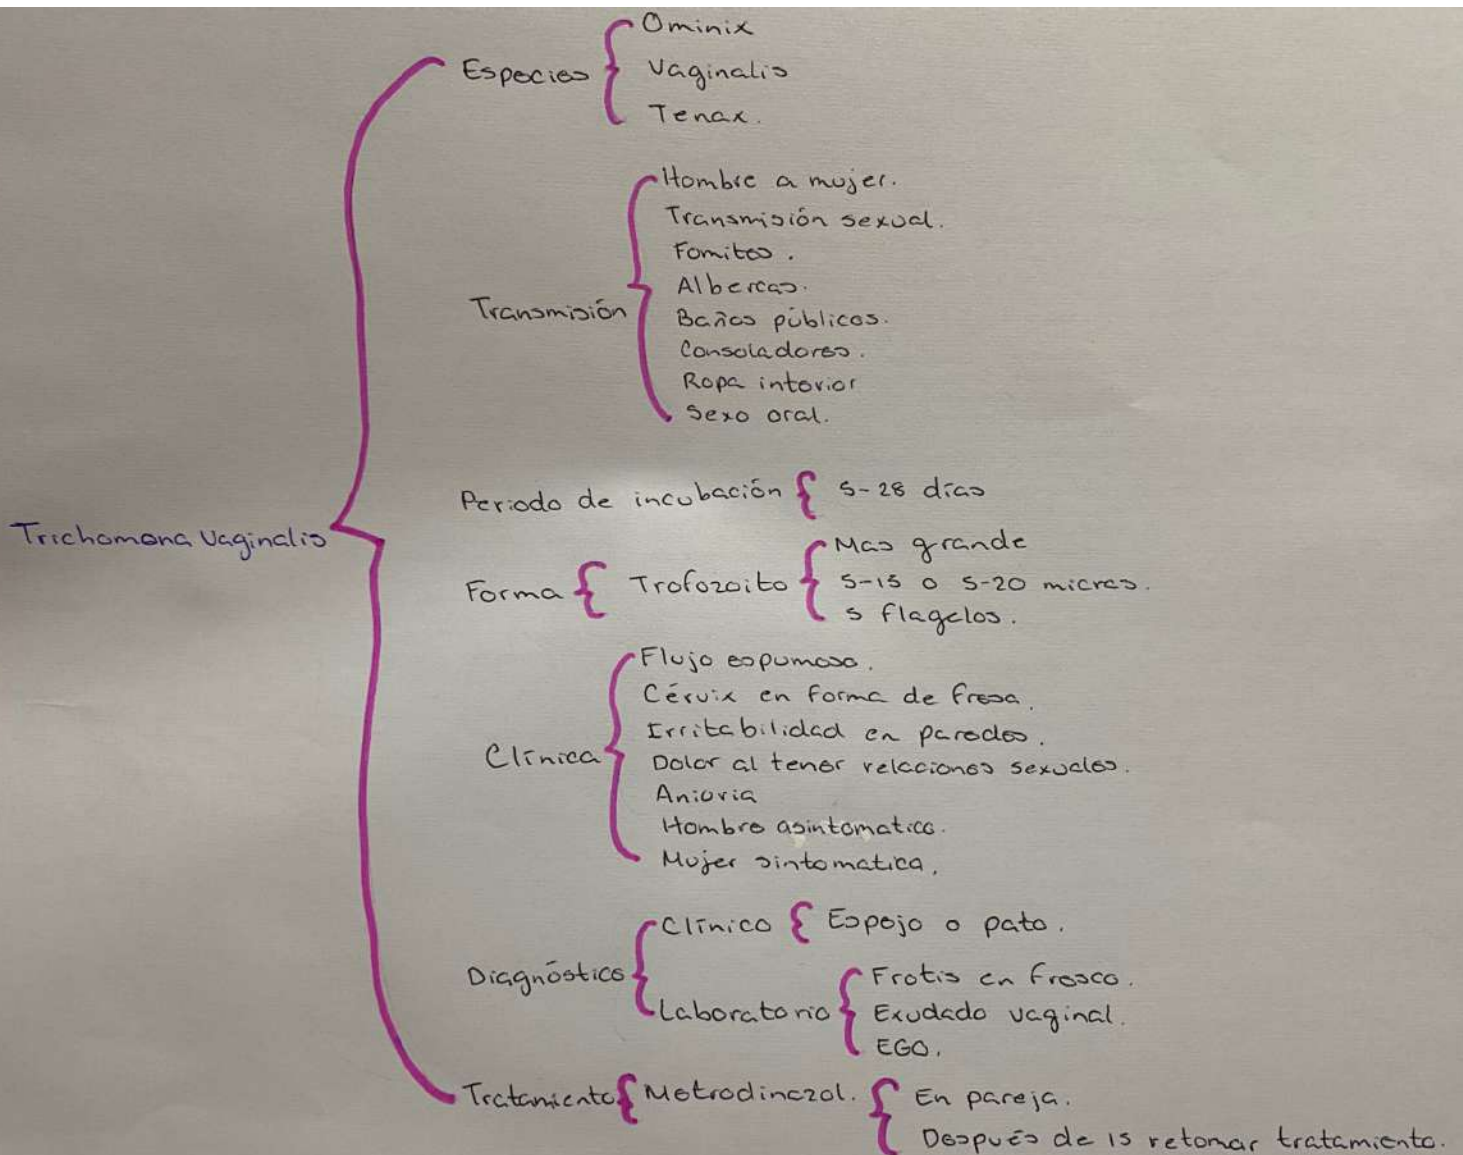 Trichomona Vaginalis
Especies
Ominix
Vaginalis
Tenax.
Transmisión
Hombre a mujer.
Transmisión sexual.
Fomites.
Albercas.
Baños públicos.
Consoladores.
Ropa interior
Sexo oral.
Periodo de incubación
5-28 días
Forma
Trofozoito
Mas grande
5-15 o 5-20 micras.
5 flagelos.
Clínica
Flujo espumoso.
Cérvix en forma de fresa.
Irritabilidad en paredes.
Dolor al tener relaciones sexuales.
Aniuria
Hombre asintomatico.
Mujer sintomatica.
Diagnóstico
Clínico
Espejo o pato.
Laboratorio
Frotis en fresco.
Exudado vaginal.
EGO.
Tratamiento
Metrodinazol.
En pareja.
Después de 15 retomar tratamiento.